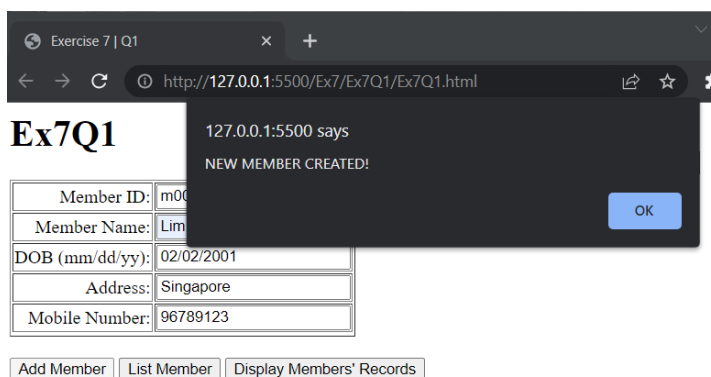 Exercise 7 | Q1
http://127.0.0.1:5500/Ex7/Ex7Q1/Ex7Q1.html
Ex7Q1
127.0.0.1:5500 says
NEW MEMBER CREATED!
OK
Member ID: m00
Member Name: Lim
DOB (mm/dd/yy): 02/02/2001
Address: Singapore
Mobile Number: 96789123
Add Member List Member Display Members' Records